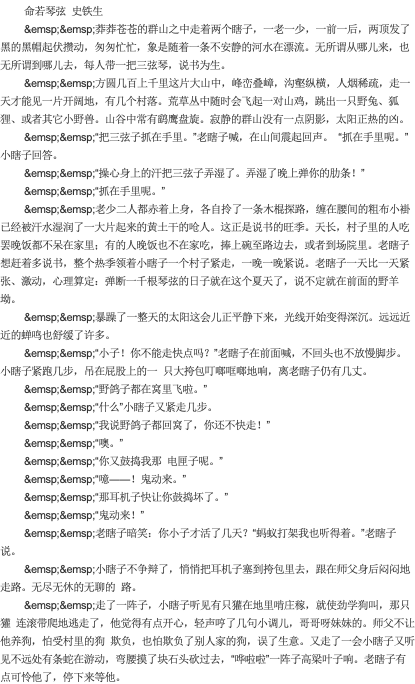 命若琴弦 史铁生
&emsp;&emsp;莽莽苍苍的群山之中走着两个瞎子，一老一少，一前一后，两顶发了
黑的黑帽起伏攒动，匆匆忙忙，象是随着一条不安静的河水在漂流。无所谓从哪儿来，也
无所谓到哪儿去，每人带一把三弦琴，说书为生。
&emsp;&emsp;方圆几百上千里这片大山中，峰峦叠嶂，沟壑纵横，人烟稀疏，走一
天才能见一片开阔地，有几个村落。荒草丛中随时会飞起一对山鸡，跳出一只野兔、狐
狸、或者其它小野兽。山谷中常有鹞鹰盘旋。寂静的群山没有一点阴影，太阳正热的凶。
&emsp;&emsp;“把三弦子抓在手里。”老瞎子喊，在山间震起回声。 “抓在手里呢。”
小瞎子回答。
&emsp;&emsp;“操心身上的汗把三弦子弄湿了。弄湿了晚上弹你的肋条！”
&emsp;&emsp;“抓在手里呢。”
&emsp;&emsp;老少二人都赤着上身，各自拎了一条木棍探路，缠在腰间的粗布小褂
已经被汗水湿润了一大片起来的黄土干的呛人。这正是说书的旺季。天长，村子里的人吃
罢晚饭都不呆在家里；有的人晚饭也不在家吃，捧上碗至路边去，或者到场院里。老瞎子
想赶着多说书，整个热季领着小瞎子一个村子紧走，一晚一晚紧说。老瞎子一天比一天紧
张、激动，心理算定：弹断一千根琴弦的日子就在这个夏天了，说不定就在前面的野羊
坳。
&emsp;&emsp;暴躁了一整天的太阳这会儿正平静下来，光线开始变得深沉。远远近
近的蝉鸣也舒缓了许多。
&emsp;&emsp;“小子！你不能走快点吗？”老瞎子在前面喊，不回头也不放慢脚步。
小瞎子紧跑几步，吊在屁股上的一 只大挎包叮啷哐啷地响，离老瞎子仍有几丈。
&emsp;&emsp;“野鸽子都在窝里飞啦。”
&emsp;&emsp;“什么”小瞎子又紧走几步。
&emsp;&emsp;“我说野鸽子都回窝了，你还不快走！”
&emsp;&emsp;“噢。”
&emsp;&emsp;“你又鼓捣我那 电匣子呢。”
&emsp;&emsp;“噫——！鬼动来。”
&emsp;&emsp;“那耳机子快让你鼓捣坏了。”
&emsp;&emsp;“鬼动来！”
&emsp;&emsp;老瞎子暗笑：你小子才活了几天？“蚂蚁打架我也听得着。”老瞎子
说。
&emsp;&emsp;小瞎子不争辩了，悄悄把耳机子塞到挎包里去，跟在师父身后闷闷地
走路。无尽无休的无聊的 路。
&emsp;&emsp;走了一阵子，小瞎子听见有只獾在地里啃庄稼，就使劲学狗叫，那只
獾 连滚带爬地逃走了，他觉得有点开心，轻声哼了几句小调儿，哥哥呀妹妹的。师父不让
他养狗，怕受村里的狗 欺负，也怕欺负了别人家的狗，误了生意。又走了一会小瞎子又听
见不远处有条蛇在游动，弯腰摸了块石头砍过去，“哗啦啦”一阵子高粱叶子响。老瞎子有
点可怜他了，停下来等他。